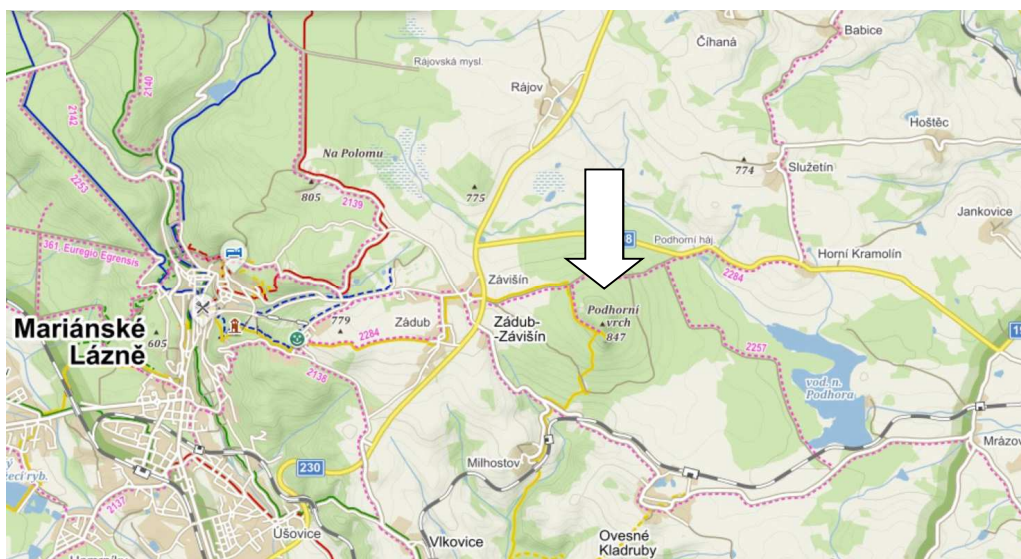 Číhaná
Babice
Rájovská mysl.
Rájov
2140
2142
Hoštěc
Na Polomu
805
774
Služetín
2253
2139
775
Jankovice
361, Euregio Egrensis
Podhorní háj.
Horní Kramolín
2284
Závišín
Podhorní
vrch
847
Mariánské
Lázně
605
779
2284
Zádub
Zádub-
-Závišín
2257
vod. n.
Podhora
2138
Milhostov
230
Mrázov
2137
Úšovice
Vlkovice
Ovesné
Kladruby